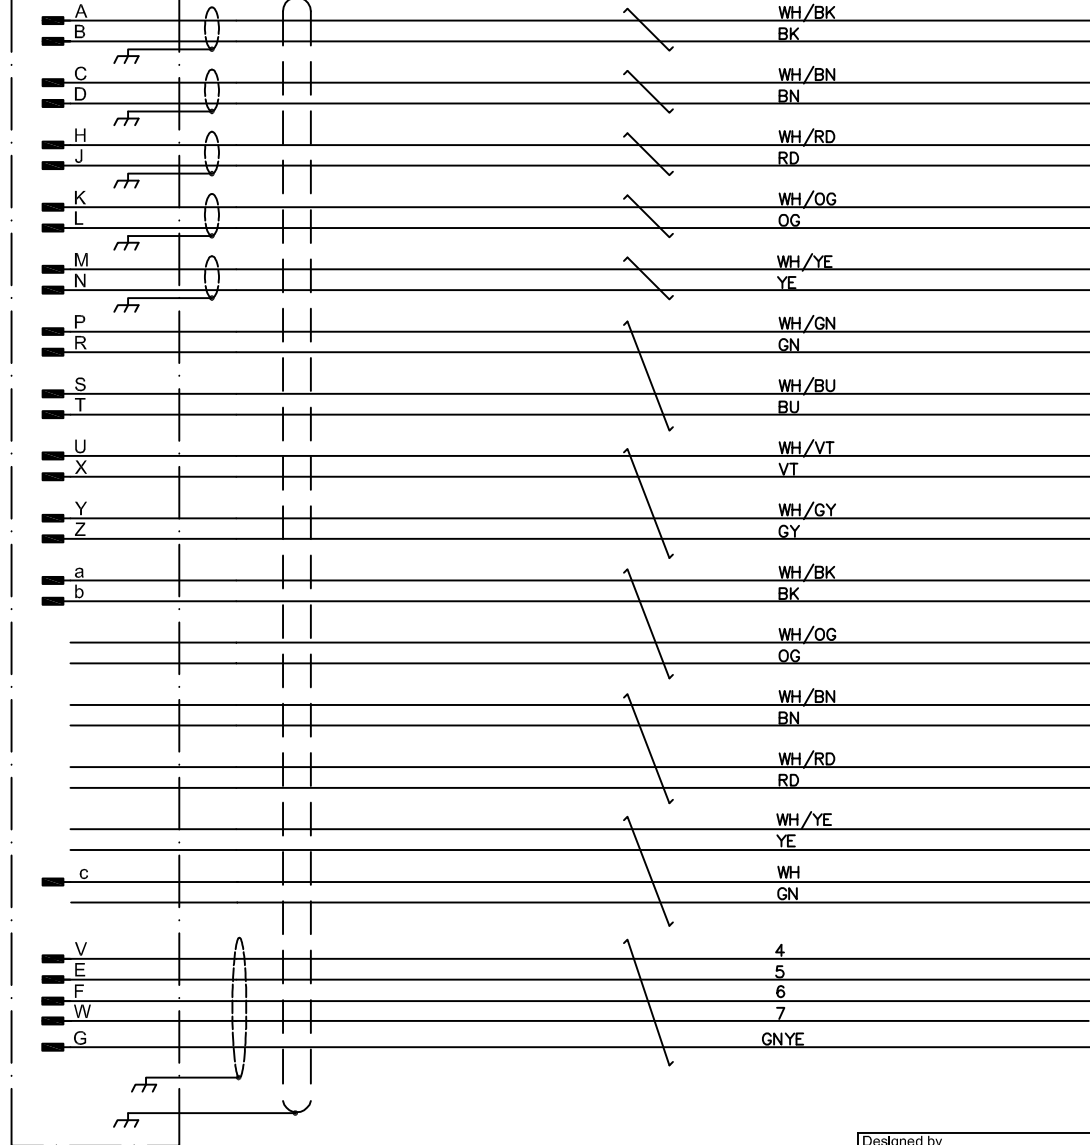 A WH/BK
B BK
C WH/BN
D BN
H WH/RD
J RD
K WH/OG
L OG
M WH/YE
N YE
P WH/GN
R GN
S WH/BU
T BU
U WH/VT
X VT
Y WH/GY
Z GY
a WH/BK
b BK
WH/OG
OG
WH/BN
BN
WH/RD
RD
WH/YE
YE
c WH
GN
V 4
E 5
F 6
W 7
G GNYE
Designed by